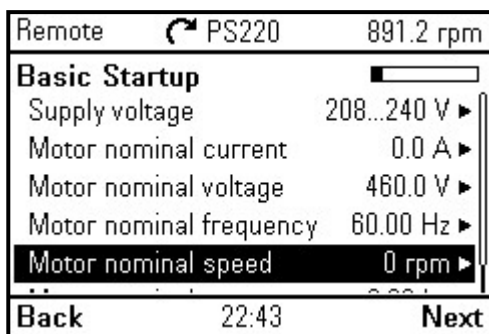 Remote PS220 891.2 rpm
Basic Startup
Supply voltage 208...240 V
Motor nominal current 0.0 A
Motor nominal voltage 460.0 V
Motor nominal frequency 60.00 Hz
Motor nominal speed 0 rpm
Back 22:43 Next